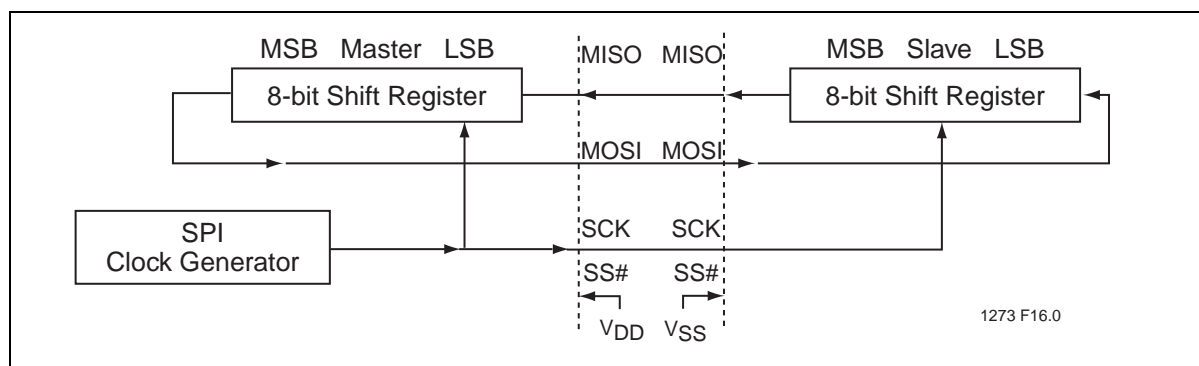 MSB Master LSB
MISO MISO
MSB Slave LSB
8-bit Shift Register
8-bit Shift Register
MOSI MOSI
SPI
Clock Generator
SCK SCK
SS# SS#
VDD VSS
1273 F16.0